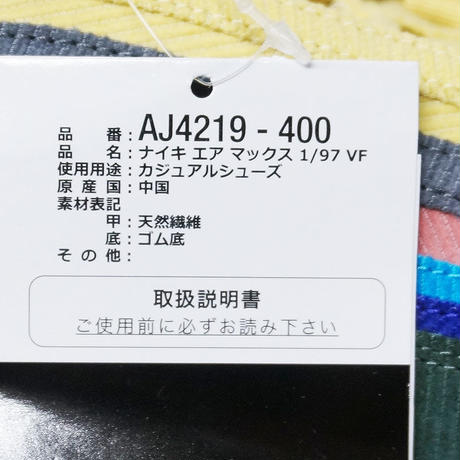 品番：AJ4219 - 400
品名：ナイキ エア マックス 1/97 VF
使用用途：カジュアルシューズ
原産国：中国
素材表記
甲：天然繊維
底：ゴム底
その他：
取扱説明書
ご使用前に必ずお読み下さい